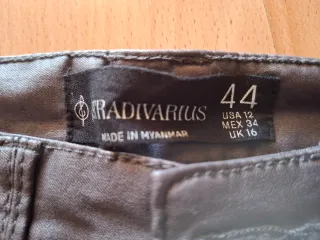 STRADIVARIUS
MADE IN MYANMAR
44
USA 12
MEX 34
UK 16